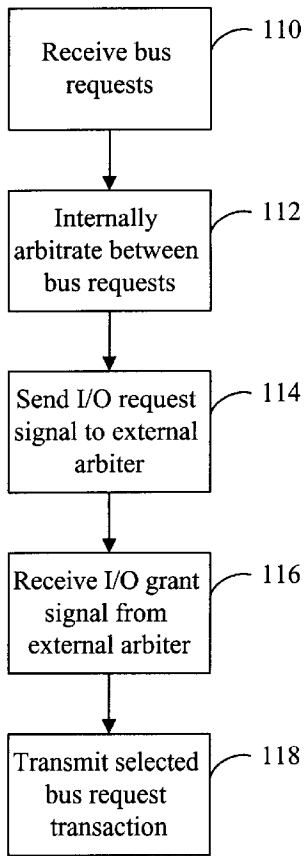 110
Receive bus
requests
112
Internally
arbitrate between
bus requests
114
Send I/O request
signal to external
arbiter
116
Receive I/O grant
signal from
external arbiter
118
Transmit selected
bus request
transaction